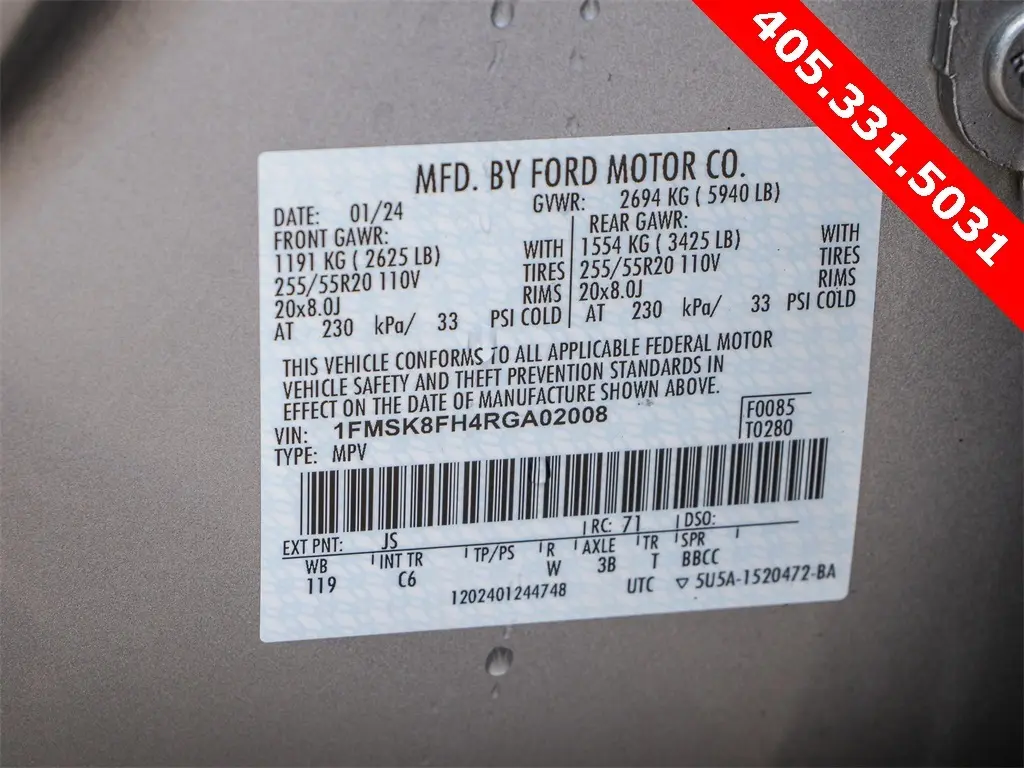 405.331.5031
MFD. BY FORD MOTOR CO.
DATE: 01/24 GVWR: 2694 KG ( 5940 LB)
FRONT GAWR: REAR GAWR:
1191 KG ( 2625 LB) WITH 1554 KG ( 3425 LB) WITH
255/55R20 110V TIRES 255/55R20 110V TIRES
20x8.0J RIMS 20x8.0J RIMS
AT 230 kPa/ 33 PSI COLD AT 230 kPa/ 33 PSI COLD
THIS VEHICLE CONFORMS TO ALL APPLICABLE FEDERAL MOTOR
VEHICLE SAFETY AND THEFT PREVENTION STANDARDS IN
EFFECT ON THE DATE OF MANUFACTURE SHOWN ABOVE.
VIN: 1FMSK8FH4RGA02008 F0085
TYPE: MPV T0280
EXT PNT: JS RC: 71 DSO:
WB INT TR TP/PS R AXLE TR SPR
119 C6 W 3B T BBCC
1202401244748 UTC ▽ 5U5A-1520472-BA